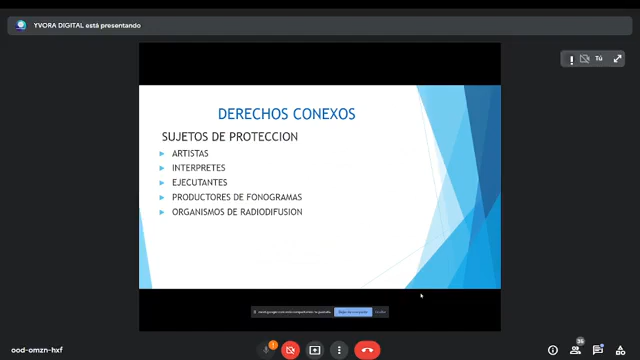 YVORA DIGITAL está presentando
Tú
DERECHOS CONEXOS
SUJETOS DE PROTECCION
ARTISTAS
INTERPRETES
EJECUTANTES
PRODUCTORES DE FONOGRAMAS
ORGANISMOS DE RADIODIFUSION
ood-omzn-hxf
36